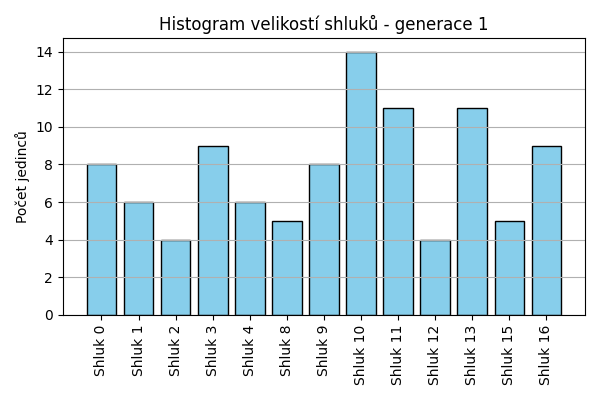 Histogram velikostí shluků - generace 1
Počet jedinců
14
12
10
8
6
4
2
0
Shluk 0
Shluk 1
Shluk 2
Shluk 3
Shluk 4
Shluk 8
Shluk 9
Shluk 10
Shluk 11
Shluk 12
Shluk 13
Shluk 15
Shluk 16